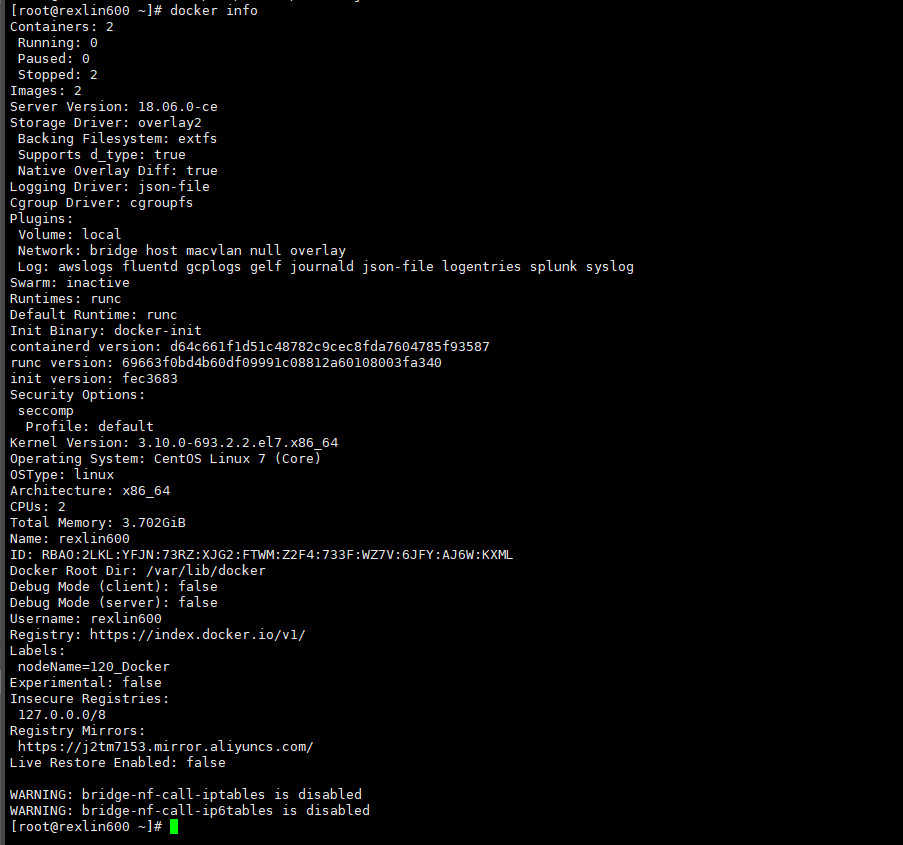 [root@rexlin600 ~]# docker info
Containers: 2
 Running: 0
 Paused: 0
 Stopped: 2
Images: 2
Server Version: 18.06.0-ce
Storage Driver: overlay2
 Backing Filesystem: extfs
 Supports d_type: true
 Native Overlay Diff: true
Logging Driver: json-file
Cgroup Driver: cgroupfs
Plugins:
 Volume: local
 Network: bridge host macvlan null overlay
 Log: awslogs fluentd gcplogs gelf journald json-file logentries splunk syslog
Swarm: inactive
Runtimes: runc
Default Runtime: runc
Init Binary: docker-init
containerd version: d64c661f1d51c48782c9cec8fda7604785f93587
runc version: 69663f0bd4b60df09991c08812a60108003fa340
init version: fec3683
Security Options:
 seccomp
  Profile: default
Kernel Version: 3.10.0-693.2.2.el7.x86_64
Operating System: CentOS Linux 7 (Core)
OSType: linux
Architecture: x86_64
CPUs: 2
Total Memory: 3.702GiB
Name: rexlin600
ID: RBAO:2LKL:YFJN:73RZ:XJG2:FTWM:Z2F4:733F:WZ7V:6JFY:AJ6W:KXML
Docker Root Dir: /var/lib/docker
Debug Mode (client): false
Debug Mode (server): false
Username: rexlin600
Registry: https://index.docker.io/v1/
Labels:
 nodeName=120_Docker
Experimental: false
Insecure Registries:
 127.0.0.0/8
Registry Mirrors:
 https://j2tm7153.mirror.aliyuncs.com/
Live Restore Enabled: false

WARNING: bridge-nf-call-iptables is disabled
WARNING: bridge-nf-call-ip6tables is disabled
[root@rexlin600 ~]#